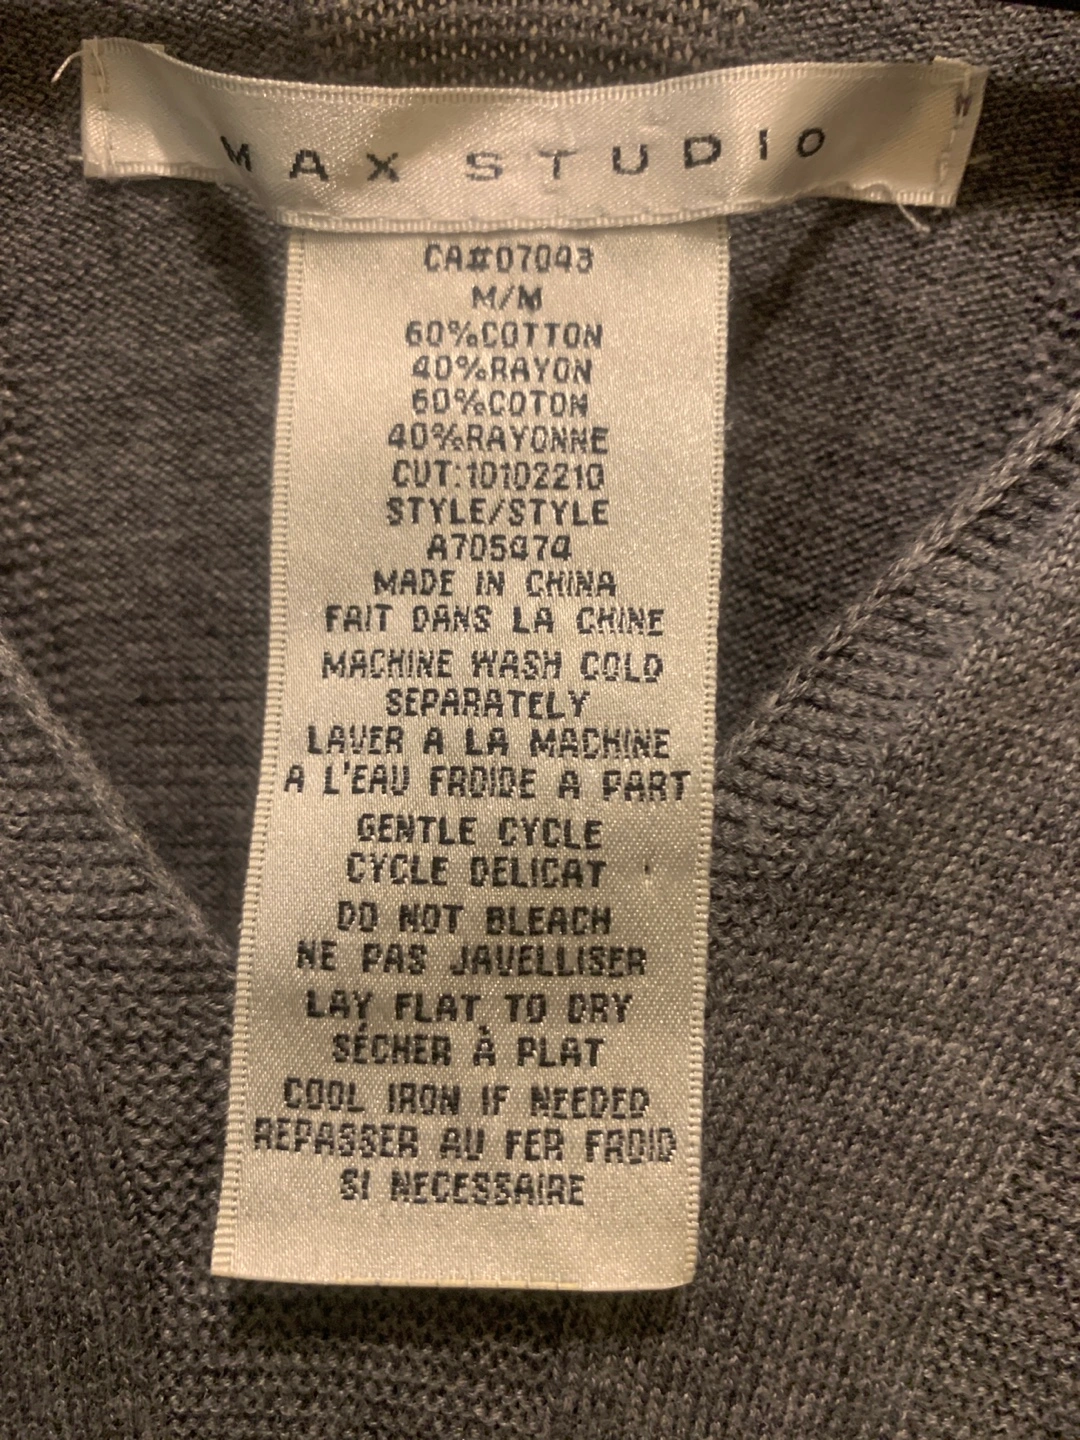 MAX STUDIO
CA#07043
M/M
60%COTTON
40%RAYON
60%COTON
40%RAYONNE
CUT:10102210
STYLE/STYLE
A705474
MADE IN CHINA
FAIT DANS LA CHINE
MACHINE WASH COLD
SEPARATELY
LAVER A LA MACHINE
A L'EAU FROIDE A PART
GENTLE CYCLE
CYCLE DELICAT
DO NOT BLEACH
NE PAS JAVELLISER
LAY FLAT TO DRY
SÉCHER À PLAT
COOL IRON IF NEEDED
REPASSER AU FER FROID
SI NECESSAIRE